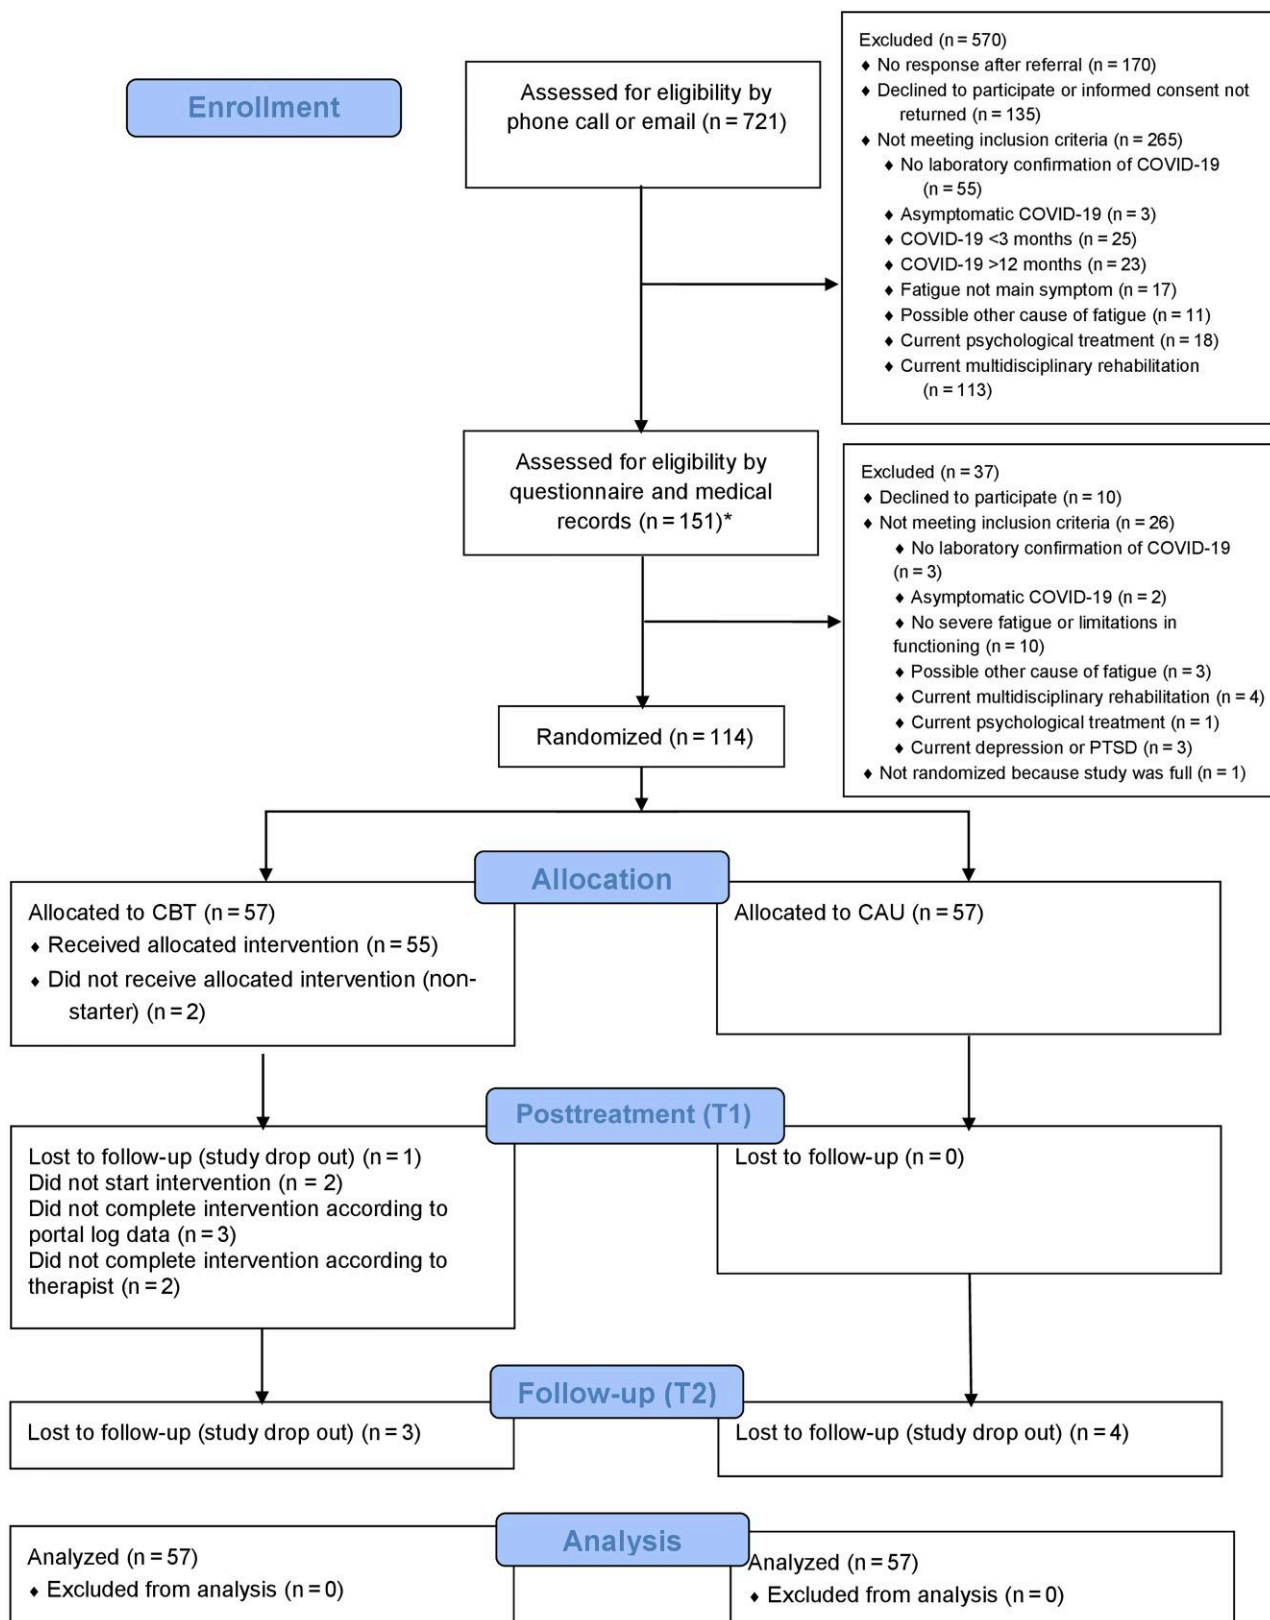 Enrollment
Assessed for eligibility by
phone call or email (n = 721)
Excluded (n = 570)
♦ No response after referral (n = 170)
♦ Declined to participate or informed consent not
returned (n = 135)
♦ Not meeting inclusion criteria (n = 265)
♦ No laboratory confirmation of COVID-19
(n = 55)
♦ Asymptomatic COVID-19 (n = 3)
♦ COVID-19 <3 months (n = 25)
♦ COVID-19 >12 months (n = 23)
♦ Fatigue not main symptom (n = 17)
♦ Possible other cause of fatigue (n = 11)
♦ Current psychological treatment (n = 18)
♦ Current multidisciplinary rehabilitation
(n = 113)
Assessed for eligibility by
questionnaire and medical
records (n = 151)*
Excluded (n = 37)
♦ Declined to participate (n = 10)
♦ Not meeting inclusion criteria (n = 26)
♦ No laboratory confirmation of COVID-19
(n = 3)
♦ Asymptomatic COVID-19 (n = 2)
♦ No severe fatigue or limitations in
functioning (n = 10)
♦ Possible other cause of fatigue (n = 3)
♦ Current multidisciplinary rehabilitation (n = 4)
♦ Current psychological treatment (n = 1)
♦ Current depression or PTSD (n = 3)
♦ Not randomized because study was full (n = 1)
Randomized (n = 114)
Allocation
Allocated to CBT (n = 57)
♦ Received allocated intervention (n = 55)
♦ Did not receive allocated intervention (non-
starter) (n = 2)
Allocated to CAU (n = 57)
Posttreatment (T1)
Lost to follow-up (study drop out) (n = 1)
Did not start intervention (n = 2)
Did not complete intervention according to
portal log data (n = 3)
Did not complete intervention according to
therapist (n = 2)
Lost to follow-up (n = 0)
Follow-up (T2)
Lost to follow-up (study drop out) (n = 3)
Lost to follow-up (study drop out) (n = 4)
Analysis
Analyzed (n = 57)
♦ Excluded from analysis (n = 0)
Analyzed (n = 57)
♦ Excluded from analysis (n = 0)